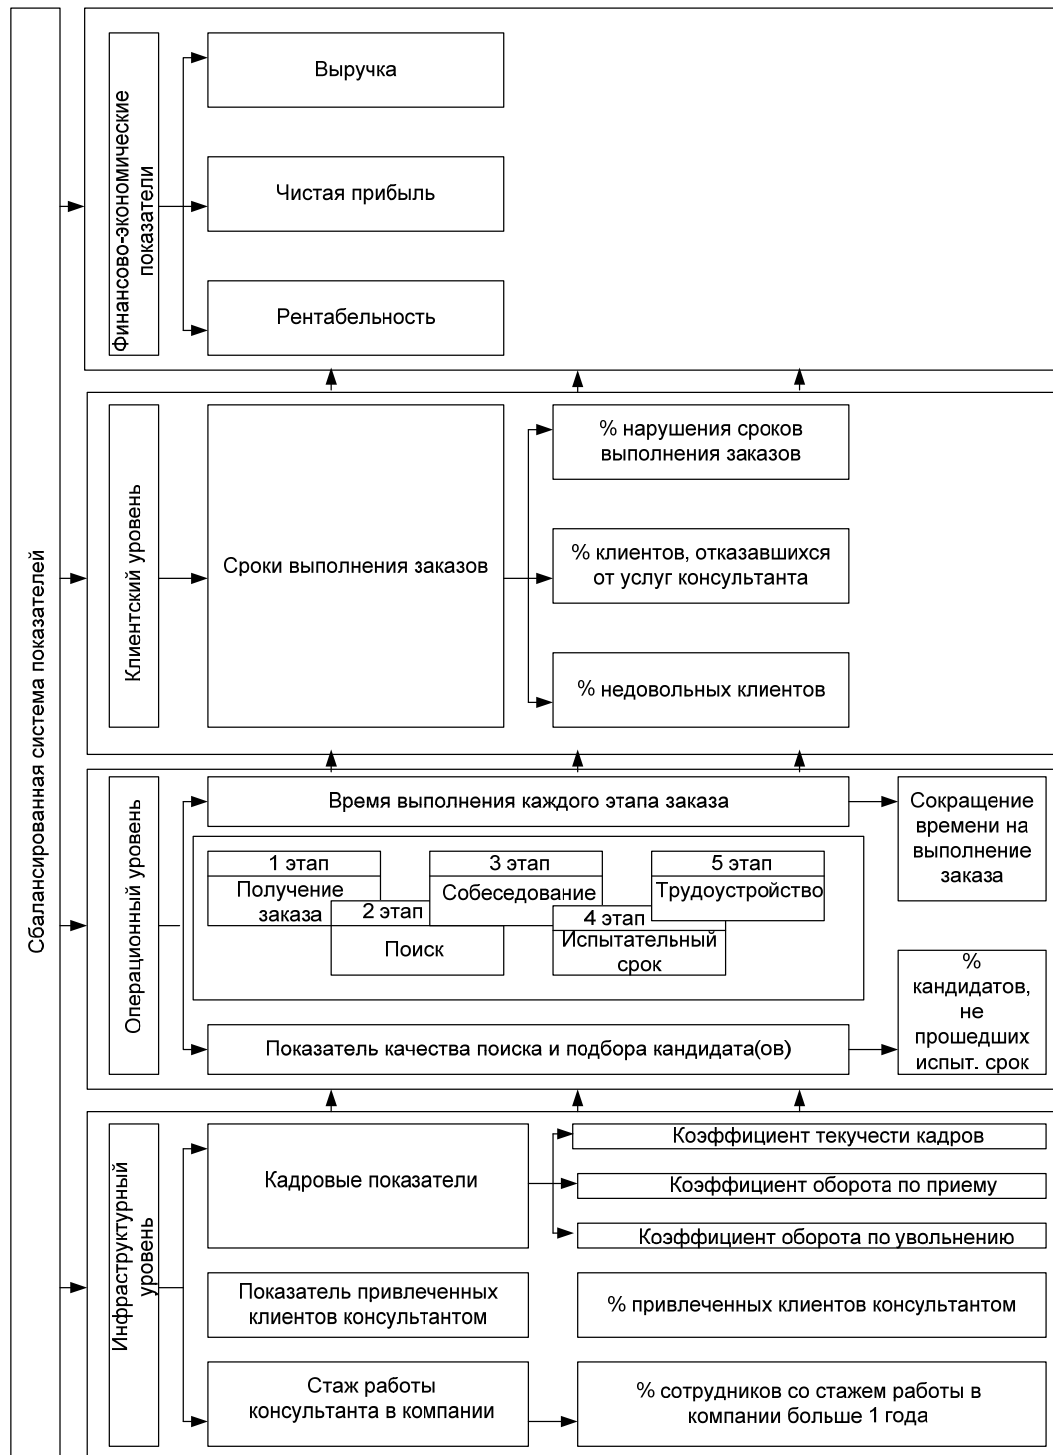 Сбалансированная система показателей
Финансово-экономические
показатели
Выручка
Чистая прибыль
Рентабельность
Клиентский уровень
Сроки выполнения заказов
% нарушения сроков
выполнения заказов
% клиентов, отказавшихся
от услуг консультанта
% недовольных клиентов
Операционный уровень
Время выполнения каждого этапа заказа
Сокращение
времени на
выполнение
заказа
1 этап
Получение
заказа
2 этап
Поиск
3 этап
Собеседование
4 этап
Испытательный
срок
5 этап
Трудоустройство
Показатель качества поиска и подбора кандидата(ов)
%
кандидатов,
не
прошедших
испыт. срок
Инфраструктурный
уровень
Кадровые показатели
Коэффициент текучести кадров
Коэффициент оборота по приему
Коэффициент оборота по увольнению
Показатель привлеченных
клиентов консультантом
% привлеченных клиентов консультантом
Стаж работы
консультанта в компании
% сотрудников со стажем работы в
компании больше 1 года